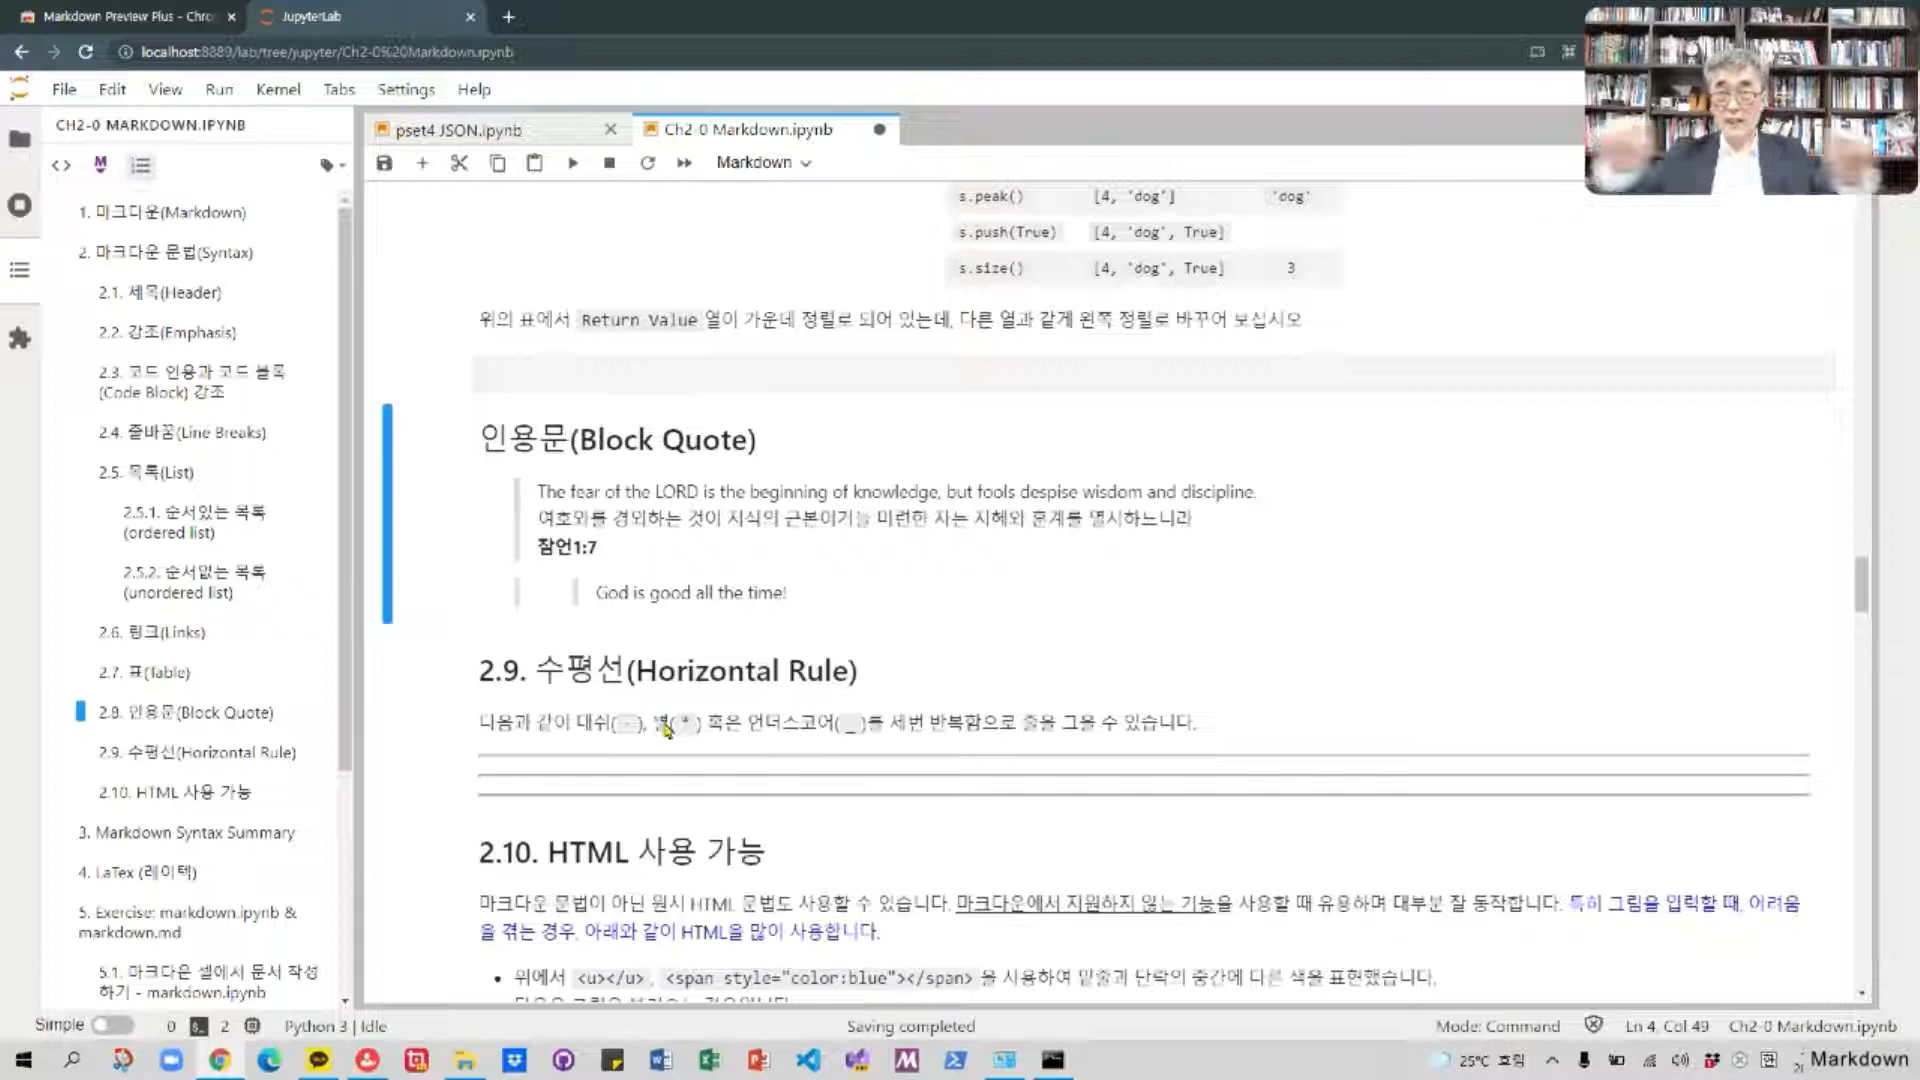 Markdown Preview Plus - Chro
JupyterLab
localhost:8889/lab/tree/jupyter/Ch2-0%20Markdown.ipynb
File Edit View Run Kernel Tabs Settings Help
CH2-0 MARKDOWN.IPYNB
pset4 JSON.ipynb
Ch2-0 Markdown.ipynb
Markdown
1. 마크다운(Markdown)
2. 마크다운 문법(Syntax)
2.1. 제목(Header)
2.2. 강조(Emphasis)
2.3. 코드 인용과 코드 블록
(Code Block) 강조
2.4. 줄바꿈(Line Breaks)
2.5. 목록(List)
2.5.1. 순서있는 목록
(ordered list)
2.5.2. 순서없는 목록
(unordered list)
2.6. 링크(Links)
2.7. 표(Table)
2.8. 인용문(Block Quote)
2.9. 수평선(Horizontal Rule)
2.10. HTML 사용 가능
3. Markdown Syntax Summary
4. LaTex (레이텍)
5. Exercise: markdown.ipynb &
markdown.md
5.1. 마크다운 셀에서 문서 작성
하기 - markdown.ipynb
s.peak() [4, 'dog'] 'dog'
s.push(True) [4, 'dog', True]
s.size() [4, 'dog', True] 3
위의 표에서 Return Value 열이 가운데 정렬로 되어 있는데, 다른 열과 같게 왼쪽 정렬로 바꾸어 보십시오
인용문(Block Quote)
The fear of the LORD is the beginning of knowledge, but fools despise wisdom and discipline.
여호와를 경외하는 것이 지식의 근본이거늘 미련한 자는 지혜와 훈계를 멸시하느니라
잠언1:7
God is good all the time!
2.9. 수평선(Horizontal Rule)
다음과 같이 대쉬( - ), 별( * ) 혹은 언더스코어( _ )를 세번 반복함으로 줄을 그을 수 있습니다.
2.10. HTML 사용 가능
마크다운 문법이 아닌 원시 HTML 문법도 사용할 수 있습니다. 마크다운에서 지원하지 않는 기능을 사용할 때 유용하며 대부분 잘 동작합니다. 특히 그림을 입력할 때, 어려움
을 겪는 경우, 아래와 같이 HTML을 많이 사용합니다.
• 위에서 <u></u>, <span style="color:blue"></span> 을 사용하여 밑줄과 단락의 중간에 다른 색을 표현했습니다.
Simple 0 2 Python 3 | Idle Saving completed Mode: Command Ln 4, Col 49 Ch2-0 Markdown.ipynb
25°C 흐림 Markdown